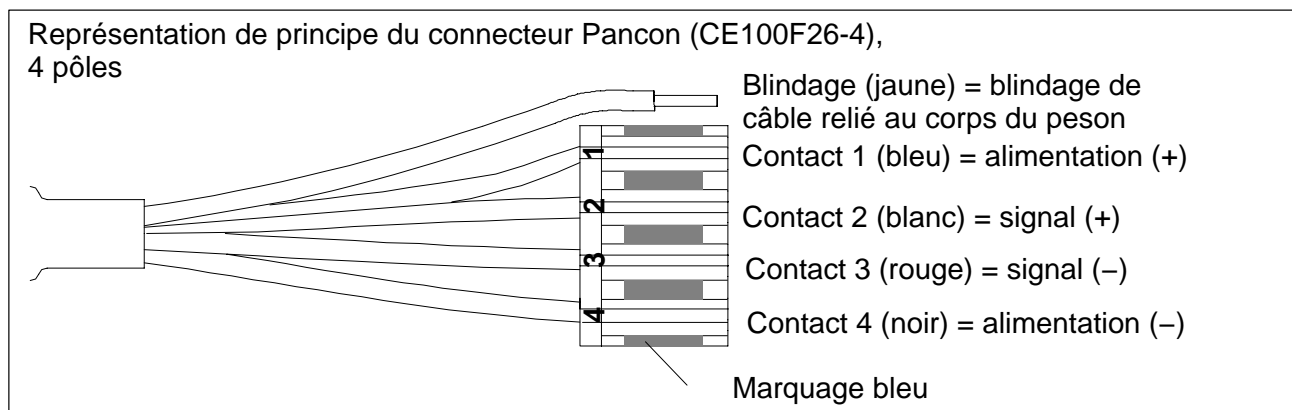 Représentation de principe du connecteur Pancon (CE100F26-4),
4 pôles
Blindage (jaune) = blindage de
câble relié au corps du peson
1
Contact 1 (bleu) = alimentation (+)
2
Contact 2 (blanc) = signal (+)
3
Contact 3 (rouge) = signal (−)
4
Contact 4 (noir) = alimentation (−)
Marquage bleu